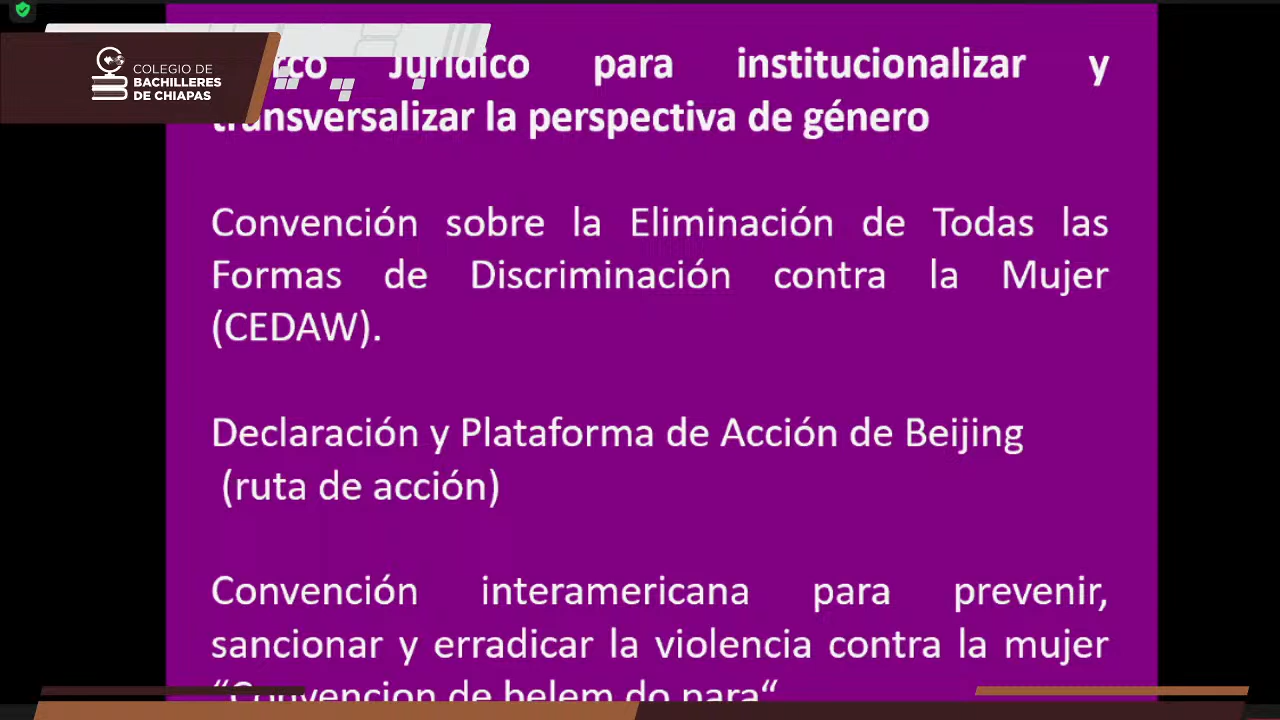 COLEGIO DE
BACHILLERES
DE CHIAPAS
Jurídico para institucionalizar y
transversalizar la perspectiva de género
Convención sobre la Eliminación de Todas las
Formas de Discriminación contra la Mujer
(CEDAW).
Declaración y Plataforma de Acción de Beijing
(ruta de acción)
Convención interamericana para prevenir,
sancionar y erradicar la violencia contra la mujer
“Convencion de belem do para“